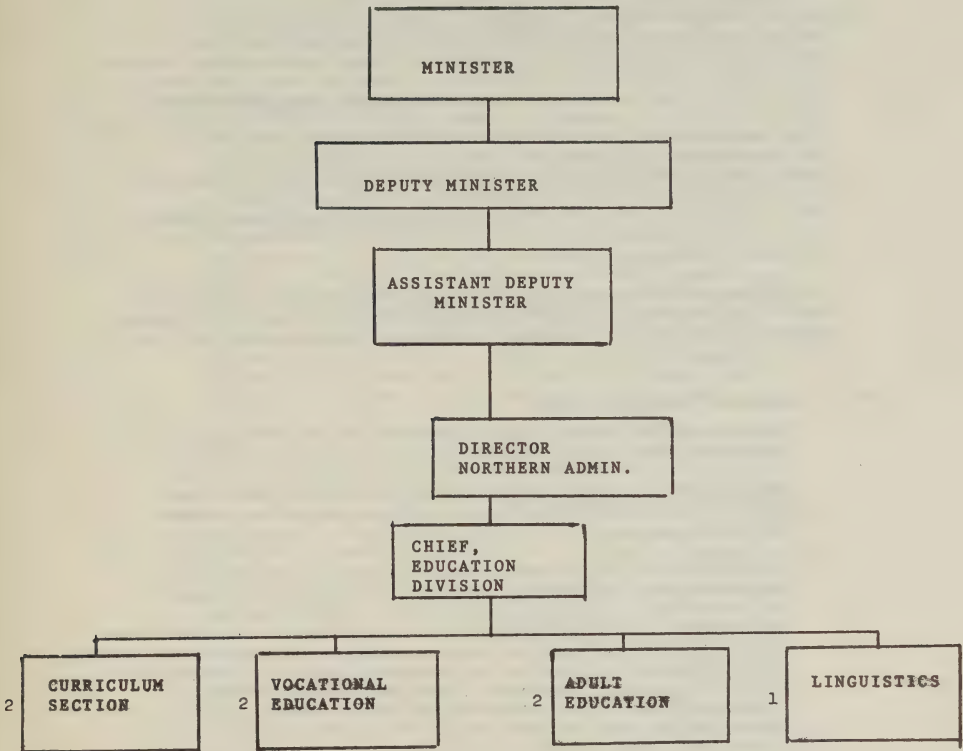 MINISTER
DEPUTY MINISTER
ASSISTANT DEPUTY
MINISTER
DIRECTOR
NORTHERN ADMIN.
CHIEF,
EDUCATION
DIVISION
2
CURRICULUM
SECTION
2
VOCATIONAL
EDUCATION
2
ADULT
EDUCATION
1
LINGUISTICS